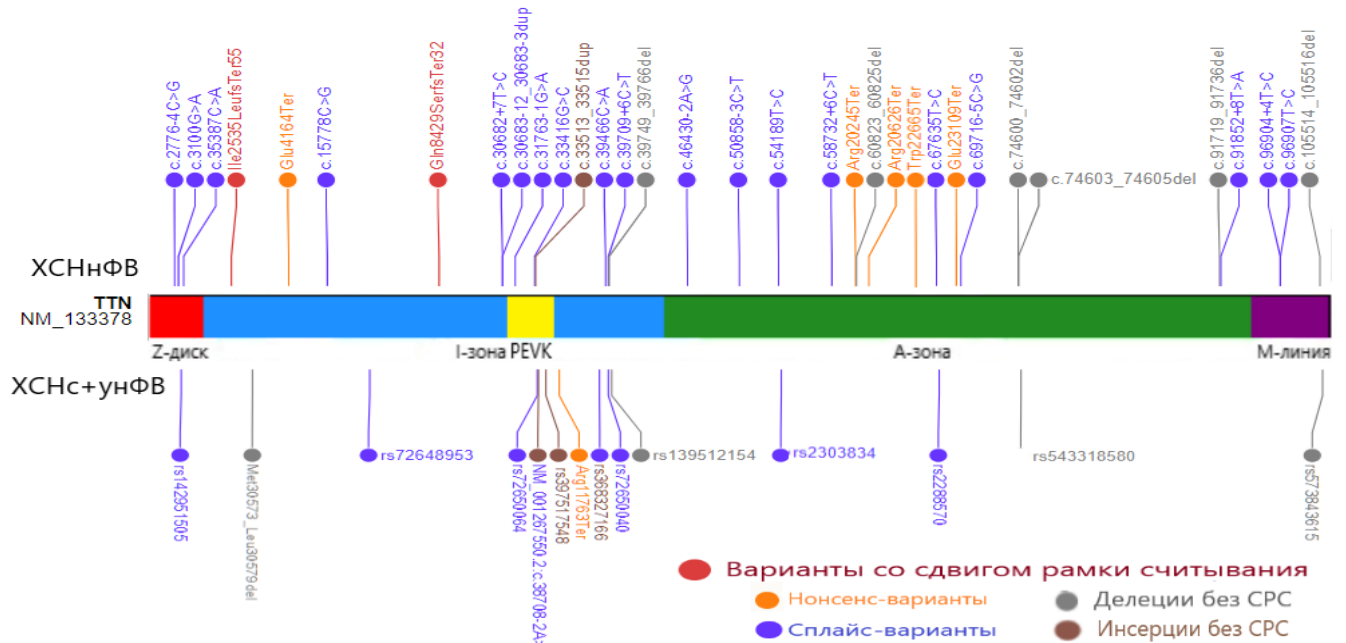 c.2776-4C>G
c.3100G>A
c.35387C>A
Ile2535LeufsTer55
Glu4164Ter
c.15778C>G
Gln8429SerfsTer32
c.30682+7T>C
c.30683-12_30683-3dup
c.31763-1G>A
c.33416G>C
c.33513_33515dup
c.39466C>A
c.39709+6C>T
c.39749_39766del
c.46430-2A>G
c.50858-3C>T
c.54189T>C
c.58732+6C>T
Arg20245Ter
c.60823_60825del
Arg20626Ter
Trp22665Ter
c.67635T>C
Glu23109Ter
c.69716-5C>G
c.74600_74602del
c.74603_74605del
c.91719_91736del
c.91852+8T>A
c.96904+4T>C
c.96907T>C
c.105514_105516del
ХСНнФВ
TTN
NM_133378
Z-диск
I-зона PEVK
А-зона
М-линия
ХСНс+унФВ
rs142951505
Met30573_Leu30579del
rs72648953
rs72650064
NM_001267550.2:c.38708-2A>
rs397517548
Arg11763Ter
rs368327166
rs72650040
rs139512154
rs2303834
rs2288570
rs543318580
rs573843615
Варианты со сдвигом рамки считывания
Нонсенс-варианты
Делеции без СРС
Сплайс-варианты
Инсерции без СРС